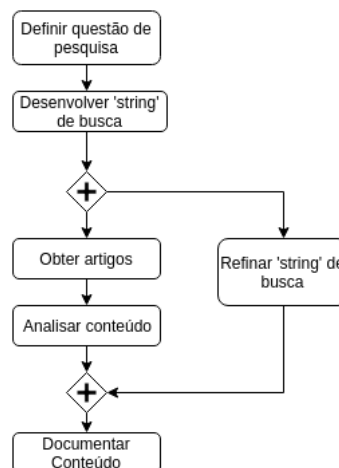 Definir questão de
pesquisa
Desenvolver 'string'
de busca
Obter artigos
Refinar 'string' de
busca
Analisar conteúdo
Documentar
Conteúdo